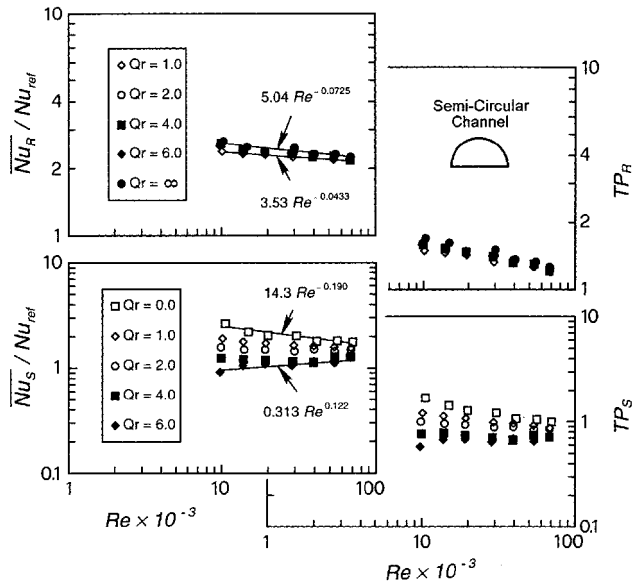 10
4
2
1
Nu_R / Nu_ref
Qr = 1.0
Qr = 2.0
Qr = 4.0
Qr = 6.0
Qr = ∞
5.04 Re^-0.0725
3.53 Re^-0.0433
Semi-Circular
Channel
10
4
2
1
TP_R
10
1
0.1
Nu_S / Nu_ref
Qr = 0.0
Qr = 1.0
Qr = 2.0
Qr = 4.0
Qr = 6.0
14.3 Re^-0.190
0.313 Re^0.122
10
1
0.1
TP_S
1 10 100
Re × 10^-3
1 10 100
Re × 10^-3